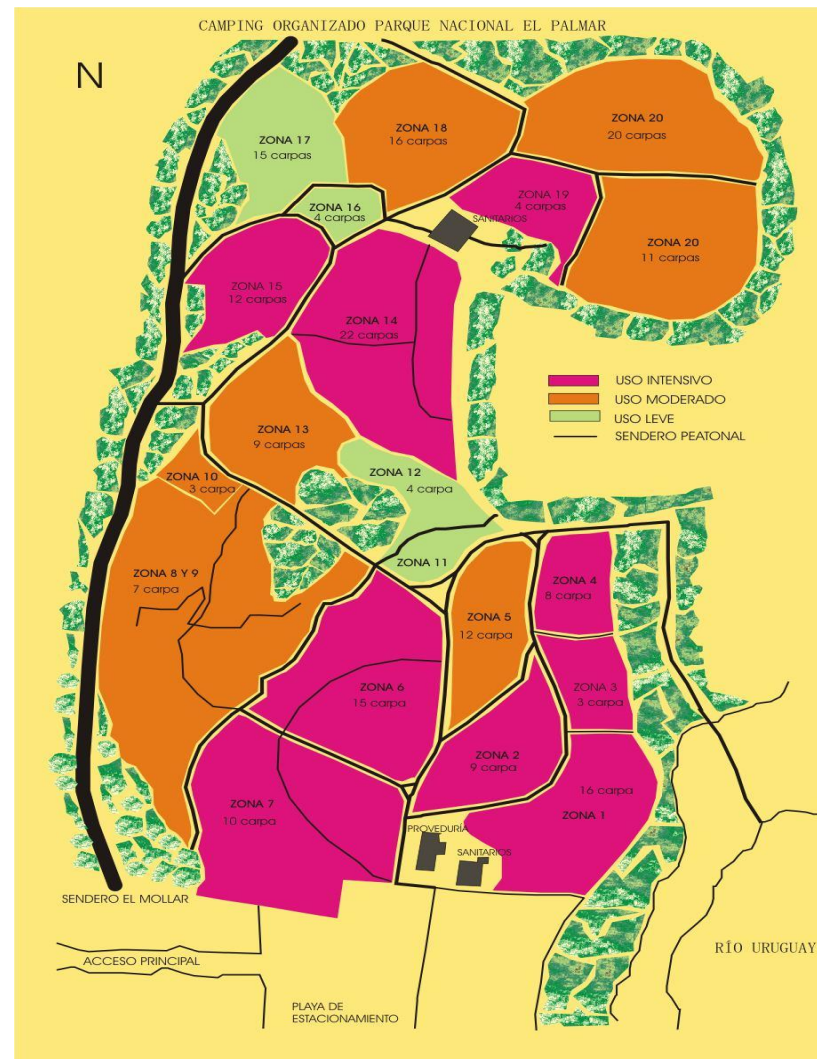 CAMPING ORGANIZADO PARQUE NACIONAL EL PALMAR
N
ZONA 17
15 carpas
ZONA 18
16 carpas
ZONA 20
20 carpas
ZONA 16
4 carpas
ZONA 19
4 carpas
SANITARIOS
ZONA 20
11 carpas
ZONA 15
12 carpas
ZONA 14
22 carpas
USO INTENSIVO
USO MODERADO
USO LEVE
SENDERO PEATONAL
ZONA 13
9 carpas
ZONA 12
4 carpa
ZONA 10
3 carpa
ZONA 11
ZONA 8 Y 9
7 carpa
ZONA 4
8 carpa
ZONA 5
12 carpa
ZONA 6
15 carpa
ZONA 3
3 carpa
ZONA 2
9 carpa
16 carpa
ZONA 1
ZONA 7
10 carpa
PROVEDURÍA
SANITARIOS
SENDERO EL MOLLAR
ACCESO PRINCIPAL
RÍO URUGUAY
PLAYA DE
ESTACIONAMIENTO